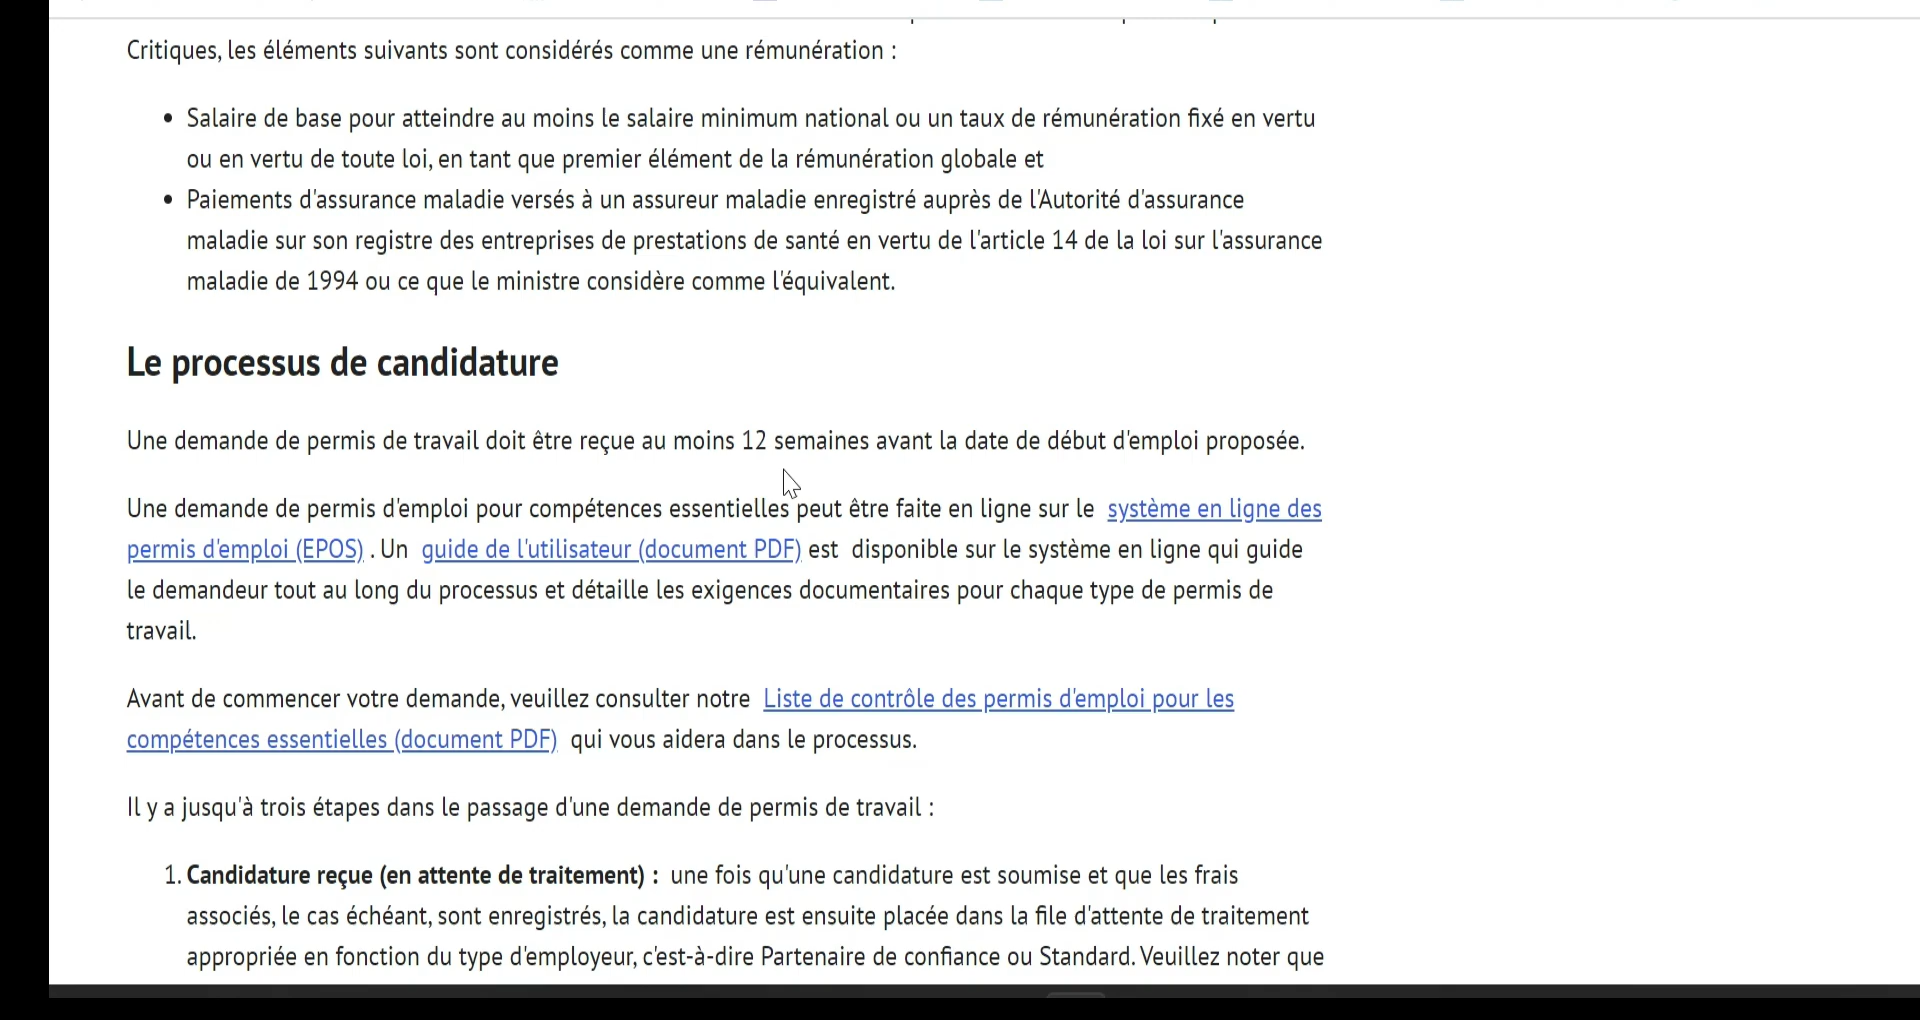 Critiques, les éléments suivants sont considérés comme une rémunération :
• Salaire de base pour atteindre au moins le salaire minimum national ou un taux de rémunération fixé en vertu
ou en vertu de toute loi, en tant que premier élément de la rémunération globale et
• Paiements d'assurance maladie versés à un assureur maladie enregistré auprès de l'Autorité d'assurance
maladie sur son registre des entreprises de prestations de santé en vertu de l'article 14 de la loi sur l'assurance
maladie de 1994 ou ce que le ministre considère comme l'équivalent.
Le processus de candidature
Une demande de permis de travail doit être reçue au moins 12 semaines avant la date de début d'emploi proposée.
Une demande de permis d'emploi pour compétences essentielles peut être faite en ligne sur le système en ligne des
permis d'emploi (EPOS) . Un guide de l'utilisateur (document PDF) est disponible sur le système en ligne qui guide
le demandeur tout au long du processus et détaille les exigences documentaires pour chaque type de permis de
travail.
Avant de commencer votre demande, veuillez consulter notre Liste de contrôle des permis d'emploi pour les
compétences essentielles (document PDF) qui vous aidera dans le processus.
Il y a jusqu'à trois étapes dans le passage d'une demande de permis de travail :
1. Candidature reçue (en attente de traitement) : une fois qu'une candidature est soumise et que les frais
associés, le cas échéant, sont enregistrés, la candidature est ensuite placée dans la file d'attente de traitement
appropriée en fonction du type d'employeur, c'est-à-dire Partenaire de confiance ou Standard. Veuillez noter que